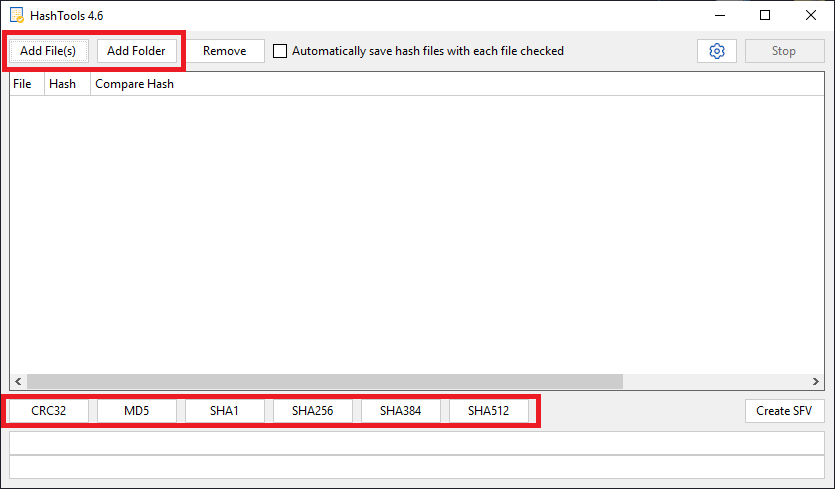 HashTools 4.6
Add File(s) Add Folder Remove Automatically save hash files with each file checked Stop
File Hash Compare Hash
CRC32 MD5 SHA1 SHA256 SHA384 SHA512 Create SFV